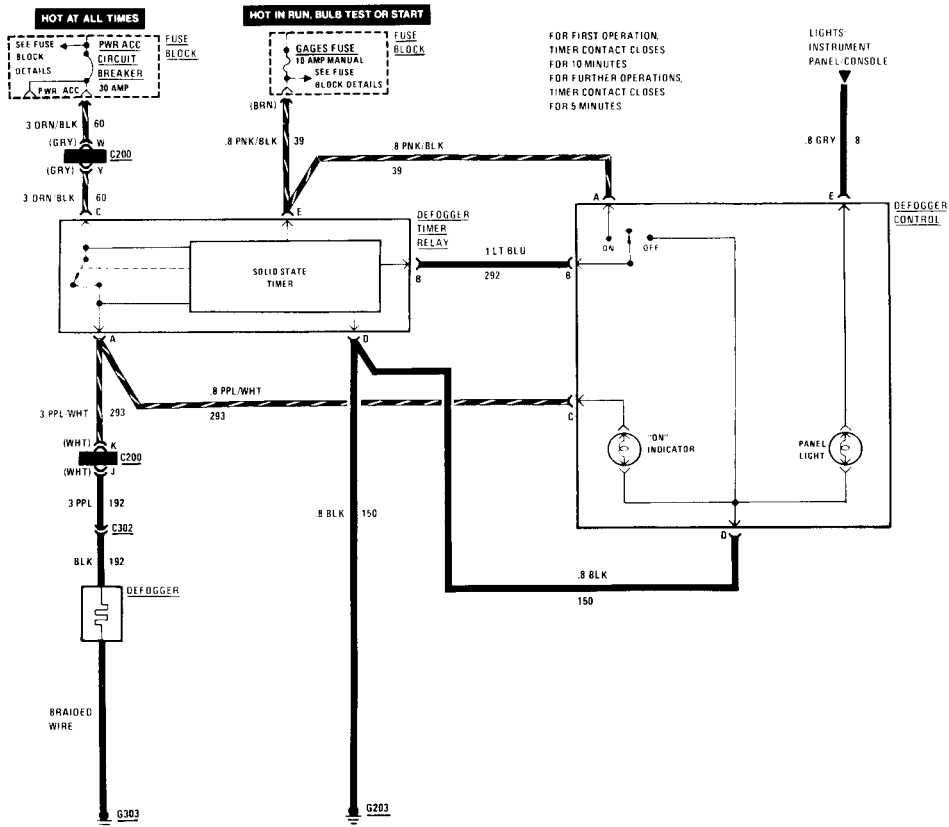 HOT AT ALL TIMES
HOT IN RUN, BULB TEST OR START
SEE FUSE
BLOCK
DETAILS
PWR ACC
CIRCUIT
BREAKER
30 AMP
PWR ACC
FUSE
BLOCK
GAGES FUSE
10 AMP MANUAL
SEE FUSE
BLOCK DETAILS
FUSE
BLOCK
FOR FIRST OPERATION,
TIMER CONTACT CLOSES
FOR 10 MINUTES
FOR FURTHER OPERATIONS,
TIMER CONTACT CLOSES
FOR 5 MINUTES
LIGHTS
INSTRUMENT
PANEL/CONSOLE
(BRN)
3 ORN/BLK 60
(GRY) W
C200
(GRY) Y
3 ORN/BLK 60
C
.8 PNK/BLK 39
.8 PNK/BLK
39
.8 GRY 8
E
A
E
DEFOGGER
TIMER
RELAY
DEFOGGER
CONTROL
SOLID STATE
TIMER
B
1 LT BLU
292
B
ON
OFF
A
D
.8 PPL/WHT
293
C
3 PPL/WHT 293
(WHT) K
C200
(WHT) J
3 PPL 192
C302
BLK 192
DEFOGGER
"ON"
INDICATOR
PANEL
LIGHT
.8 BLK 150
D
.8 BLK
150
BRAIDED
WIRE
G303
G203